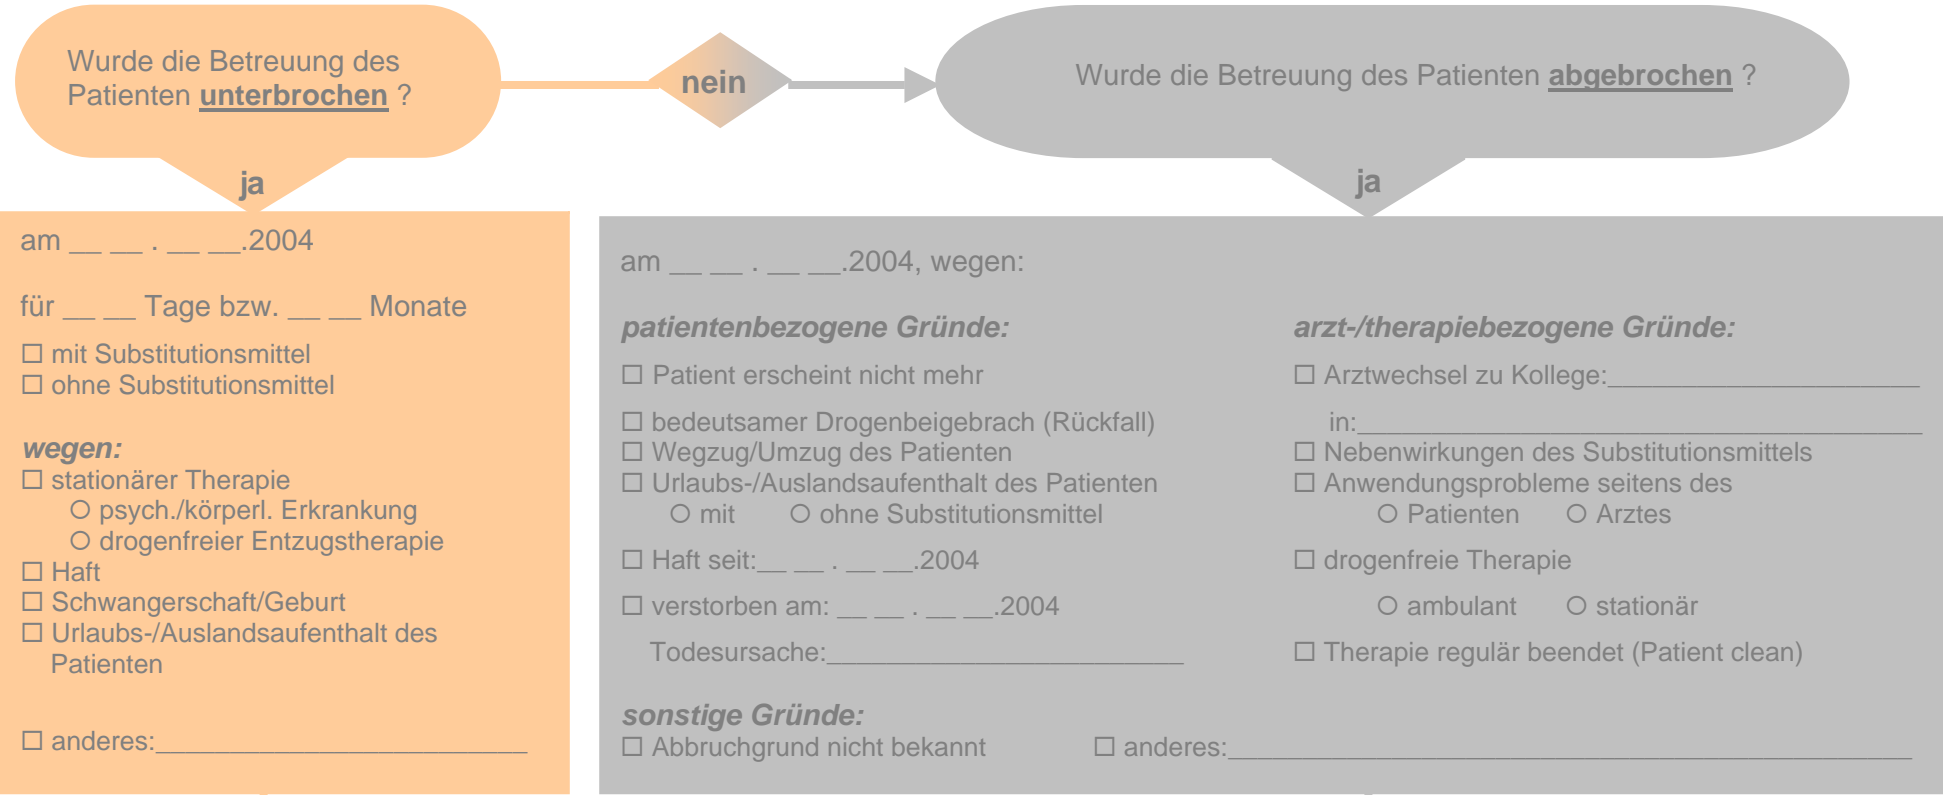 Wurde die Betreuung des
Patienten unterbrochen ?
nein
Wurde die Betreuung des Patienten abgebrochen ?
ja
ja
am __ __ . __ __.2004
für __ __ Tage bzw. __ __ Monate
☐ mit Substitutionsmittel
☐ ohne Substitutionsmittel
wegen:
☐ stationärer Therapie
○ psych./körperl. Erkrankung
○ drogenfreier Entzugstherapie
☐ Haft
☐ Schwangerschaft/Geburt
☐ Urlaubs-/Auslandsaufenthalt des
Patienten
☐ anderes:_________________________
am __ __ . __ __.2004, wegen:
patientenbezogene Gründe:
☐ Patient erscheint nicht mehr
☐ bedeutsamer Drogenbeigebrach (Rückfall)
☐ Wegzug/Umzug des Patienten
☐ Urlaubs-/Auslandsaufenthalt des Patienten
○ mit ○ ohne Substitutionsmittel
☐ Haft seit:__ __ . __ __.2004
☐ verstorben am: __ __ . __ __.2004
Todesursache:________________________
arzt-/therapiebezogene Gründe:
☐ Arztwechsel zu Kollege:_____________________
in:______________________________________
☐ Nebenwirkungen des Substitutionsmittels
☐ Anwendungsprobleme seitens des
○ Patienten ○ Arztes
☐ drogenfreie Therapie
○ ambulant ○ stationär
☐ Therapie regulär beendet (Patient clean)
sonstige Gründe:
☐ Abbruchgrund nicht bekannt ☐ anderes:______________________________________________